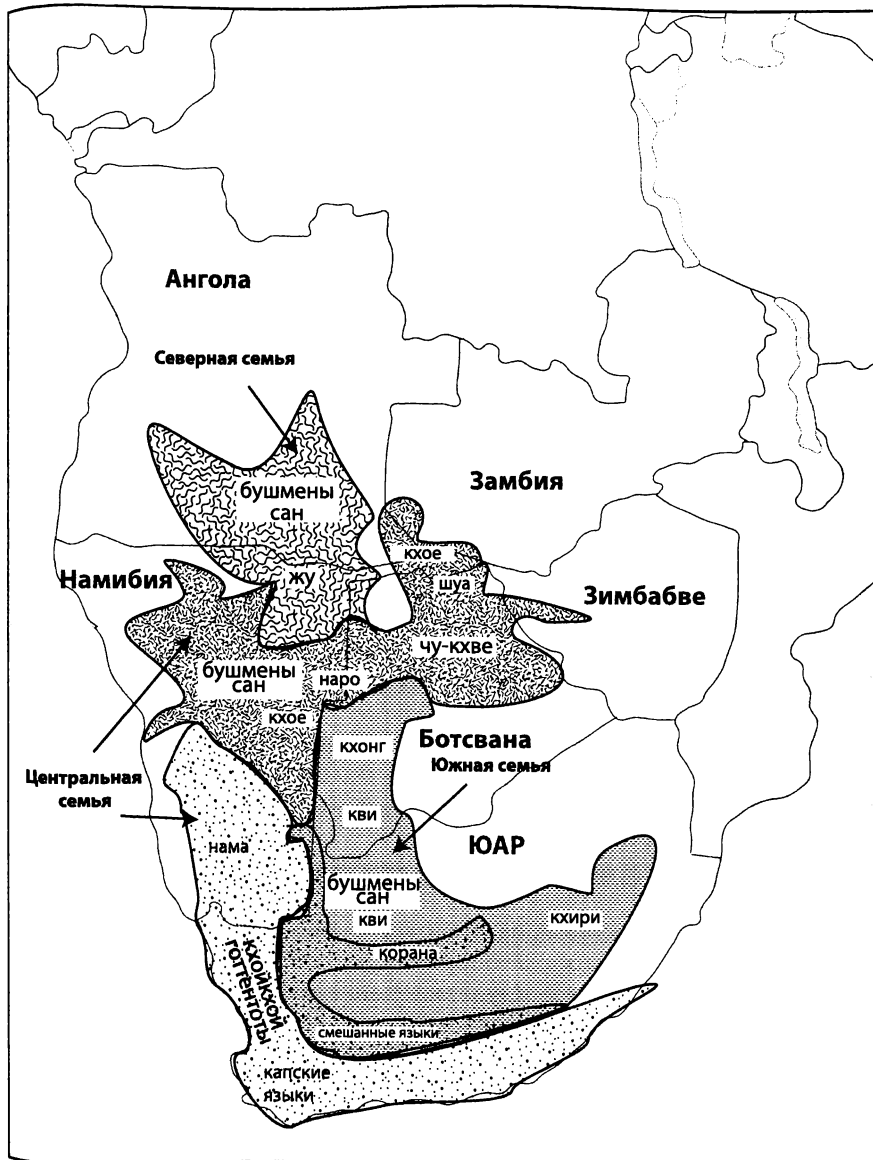 Ангола
Северная семья
бушмены
сан
Замбия
кхое
Намибия
жу
шуа
Зимбабве
чу-кхве
бушмены
сан
наро
кхое
кхонг
Ботсвана
Южная семья
Центральная
семья
кви
ЮАР
нама
бушмены
сан
кви
кхири
корана
кхойкхой
готтентоты
смешанные языки
капские
языки